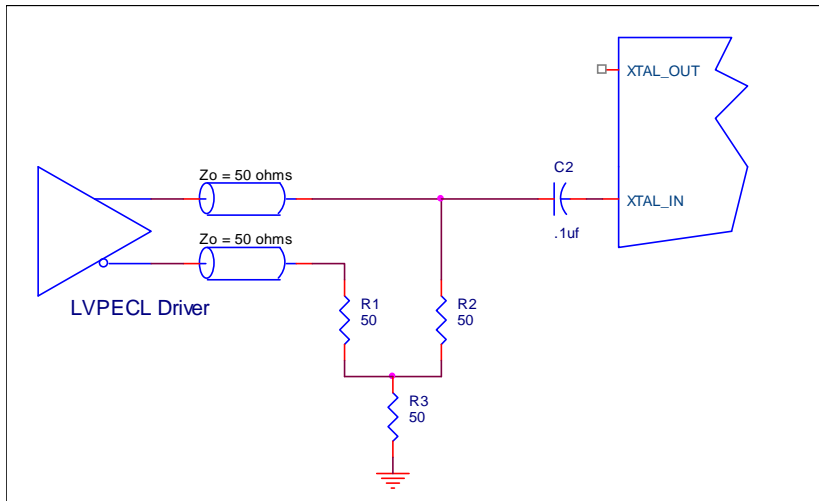 XTAL_OUT
C2
Zo = 50 ohms
XTAL_IN
.1uf
Zo = 50 ohms
LVPECL Driver
R1
50
R2
50
R3
50